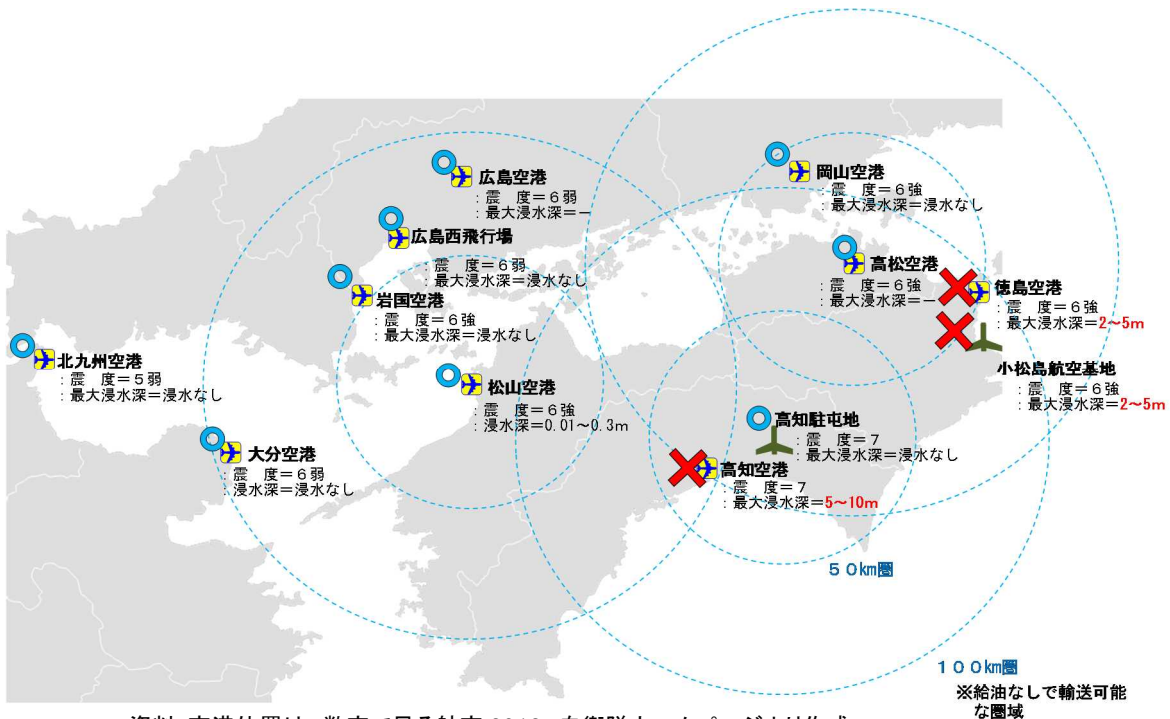 広島空港
：震　度＝６弱
：最大浸水深＝－
広島西飛行場
：震　度＝６弱
：最大浸水深＝浸水なし
岩国空港
：震　度＝６強
：最大浸水深＝浸水なし
北九州空港
：震　度＝５弱
：最大浸水深＝浸水なし
松山空港
：震　度＝６強
：浸水深＝0.01～0.3ｍ
大分空港
：震　度＝６弱
：浸水深＝浸水なし
岡山空港
：震　度＝６強
：最大浸水深＝浸水なし
高松空港
：震　度＝６強
：最大浸水深＝－
徳島空港
：震　度＝６強
：最大浸水深＝2～5m
小松島航空基地
：震　度＝６強
：最大浸水深＝2～5m
高知駐屯地
：震　度＝７
：最大浸水深＝浸水なし
高知空港
：震　度＝７
：最大浸水深＝5～10m
５０㎞圏
１００㎞圏
※給油なしで輸送可能
な圏域